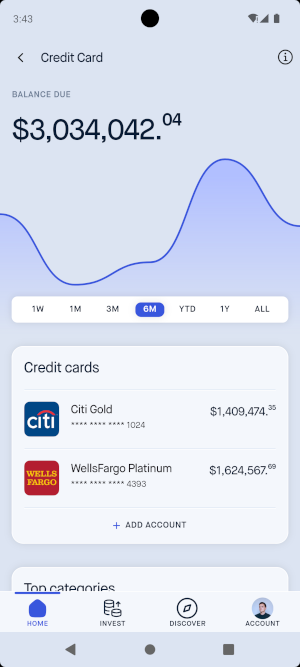 3:43
Credit Card
BALANCE DUE
$3,034,042.04
1W 1M 3M 6M YTD 1Y ALL
Credit cards
citi
Citi Gold
$1,409,474.35
**** **** **** 1024
WELLS
FARGO
WellsFargo Platinum
$1,624,567.69
**** **** **** 4393
+ ADD ACCOUNT
Top categories
HOME INVEST DISCOVER ACCOUNT